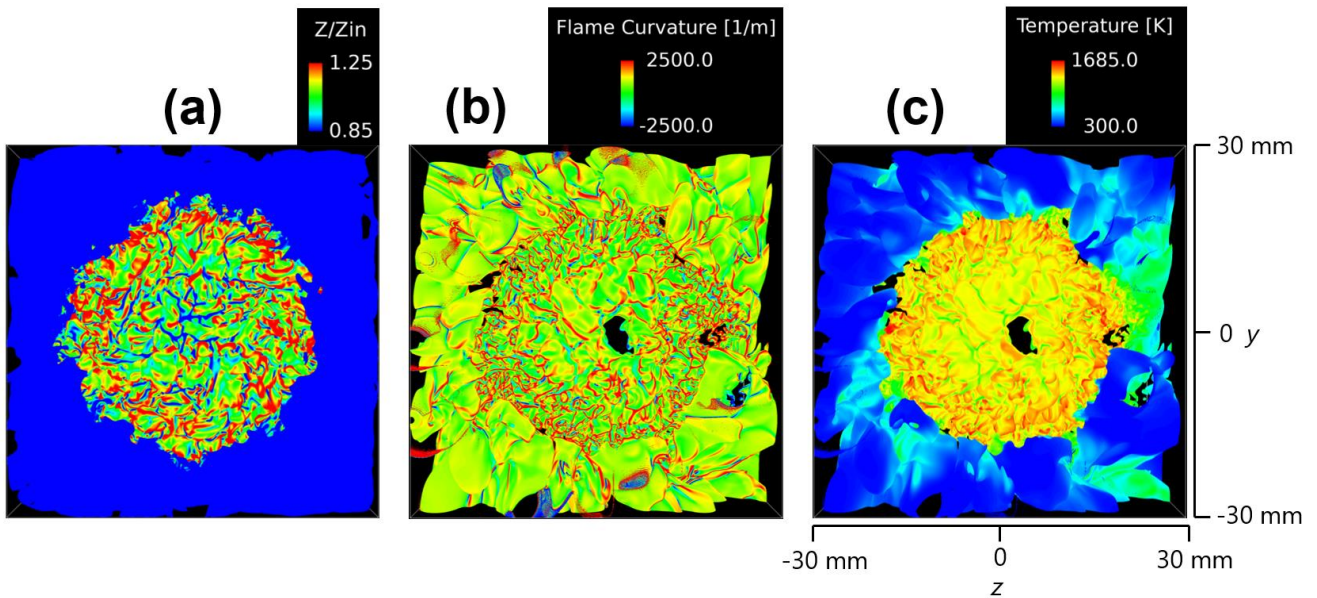 (a)
Z/Zin
1.25
0.85
(b)
Flame Curvature [1/m]
2500.0
-2500.0
(c)
Temperature [K]
1685.0
300.0
30 mm
0 y
-30 mm
-30 mm
0
30 mm
z